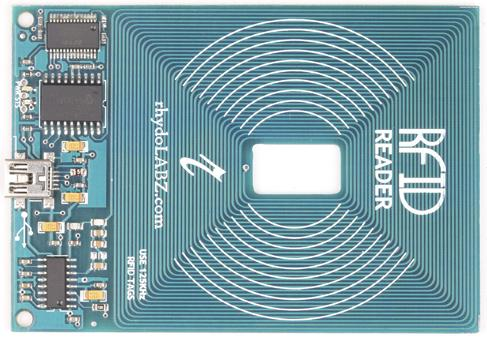 RFID
READER
rhydoLABZ.com
USE 125KHz
RFID TAGS